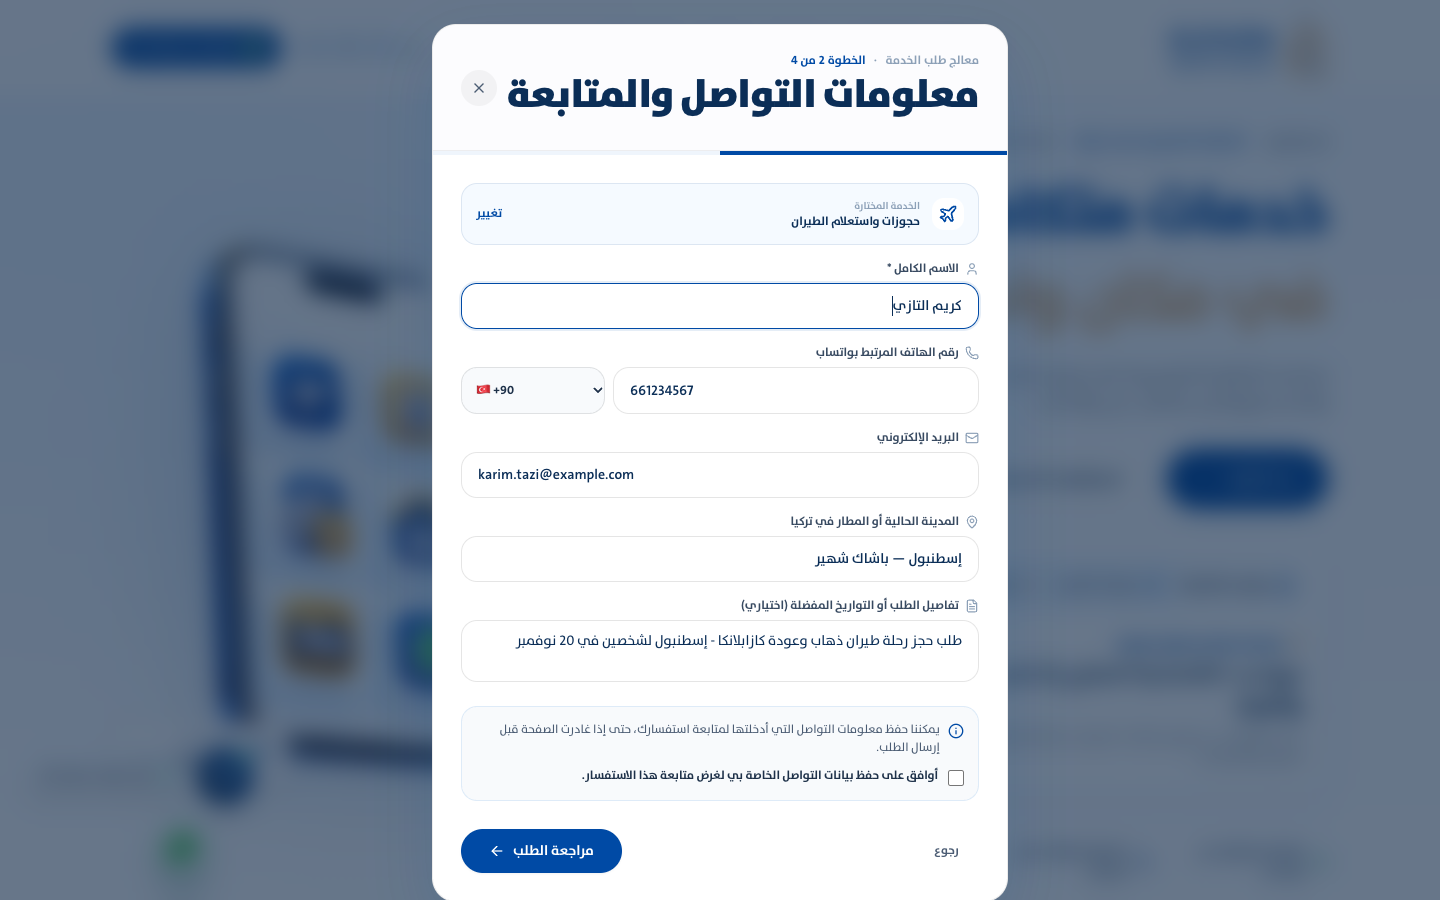 معالج طلب الخدمة · الخطوة 2 من 4
معلومات التواصل والمتابعة
الخدمة المختارة
حجوزات واستعلام الطيران
تغيير
الاسم الكامل *
كريم التازي
رقم الهاتف المرتبط بواتساب
661234567
+90
البريد الإلكتروني
karim.tazi@example.com
المدينة الحالية أو المطار في تركيا
إسطنبول — باشاك شهير
تفاصيل الطلب أو التواريخ المفضلة (اختياري)
طلب حجز رحلة طيران ذهاب وعودة كازابلانكا - إسطنبول لشخصين في 20 نوفمبر
يمكننا حفظ معلومات التواصل التي أدخلتها لمتابعة استفسارك، حتى إذا غادرت الصفحة قبل
إرسال الطلب.
أوافق على حفظ بيانات التواصل الخاصة بي لغرض متابعة هذا الاستفسار.
رجوع
مراجعة الطلب